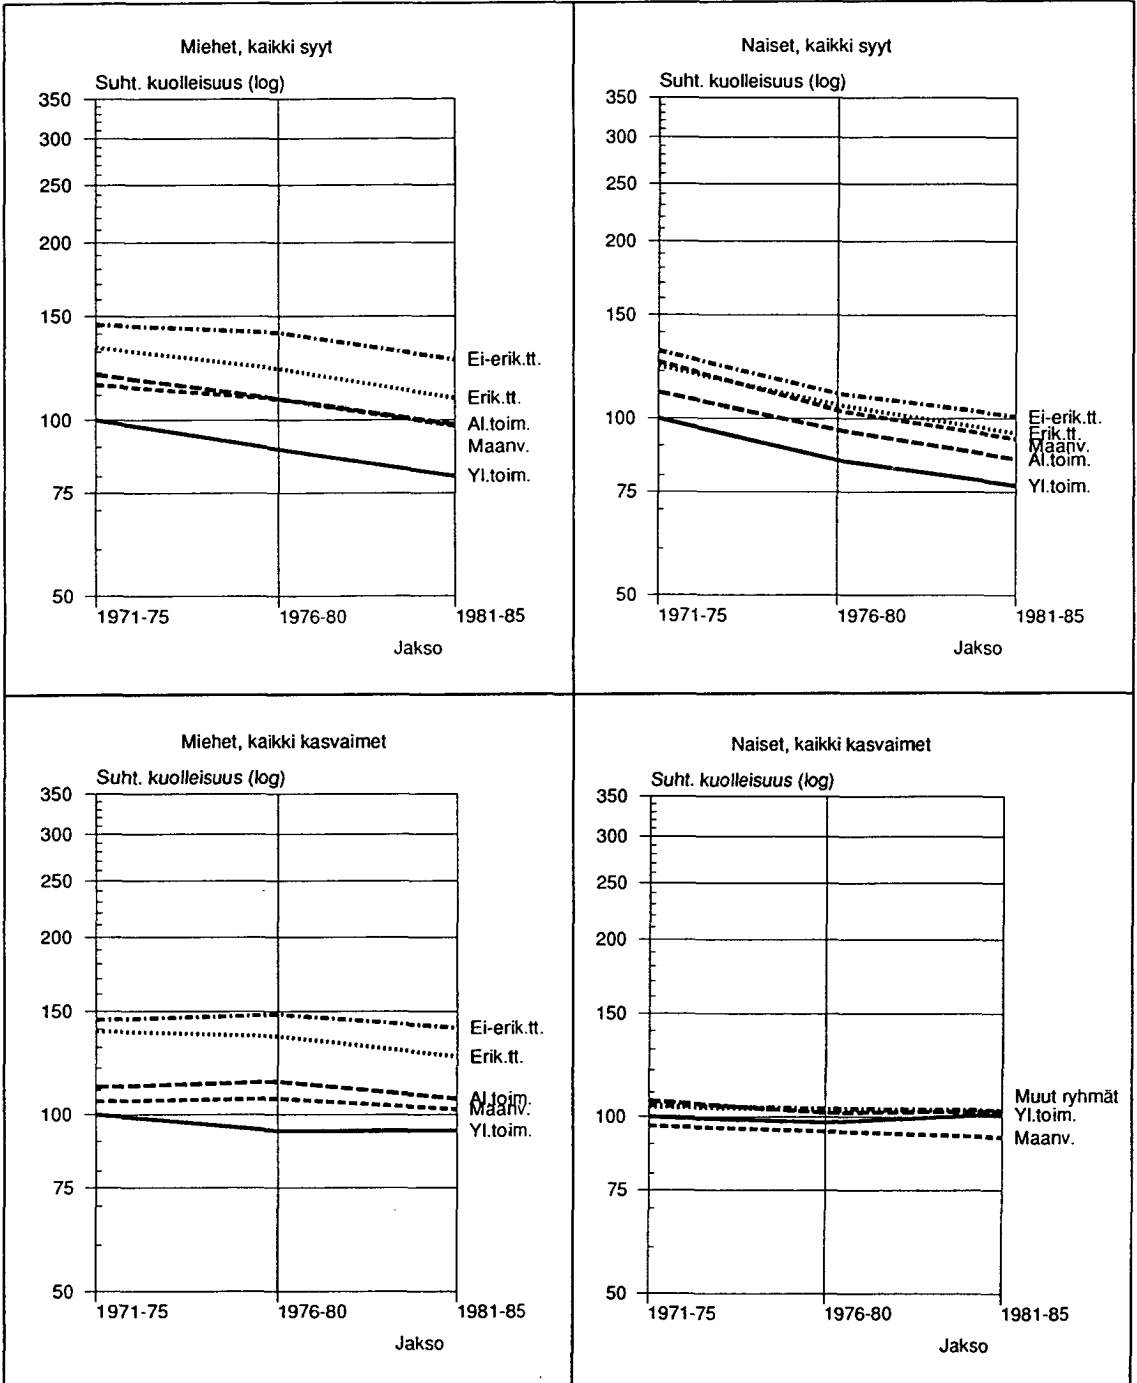 Miehet, kaikki syyt
Suht. kuolleisuus (log)
350
300
250
200
150
100
75
50
Ei-erik.tt.
Erik.tt.
Al.toim.
Maanv.
Yl.toim.
1971-75 1976-80 1981-85
Jakso
Naiset, kaikki syyt
Suht. kuolleisuus (log)
350
300
250
200
150
100
75
50
Ei-erik.tt.
Erik.tt.
Maanv.
Al.toim.
Yl.toim.
1971-75 1976-80 1981-85
Jakso
Miehet, kaikki kasvaimet
Suht. kuolleisuus (log)
350
300
250
200
150
100
75
50
Ei-erik.tt.
Erik.tt.
Al.toim.
Maanv.
Yl.toim.
1971-75 1976-80 1981-85
Jakso
Naiset, kaikki kasvaimet
Suht. kuolleisuus (log)
350
300
250
200
150
100
75
50
Muut ryhmät
Yl.toim.
Maanv.
1971-75 1976-80 1981-85
Jakso